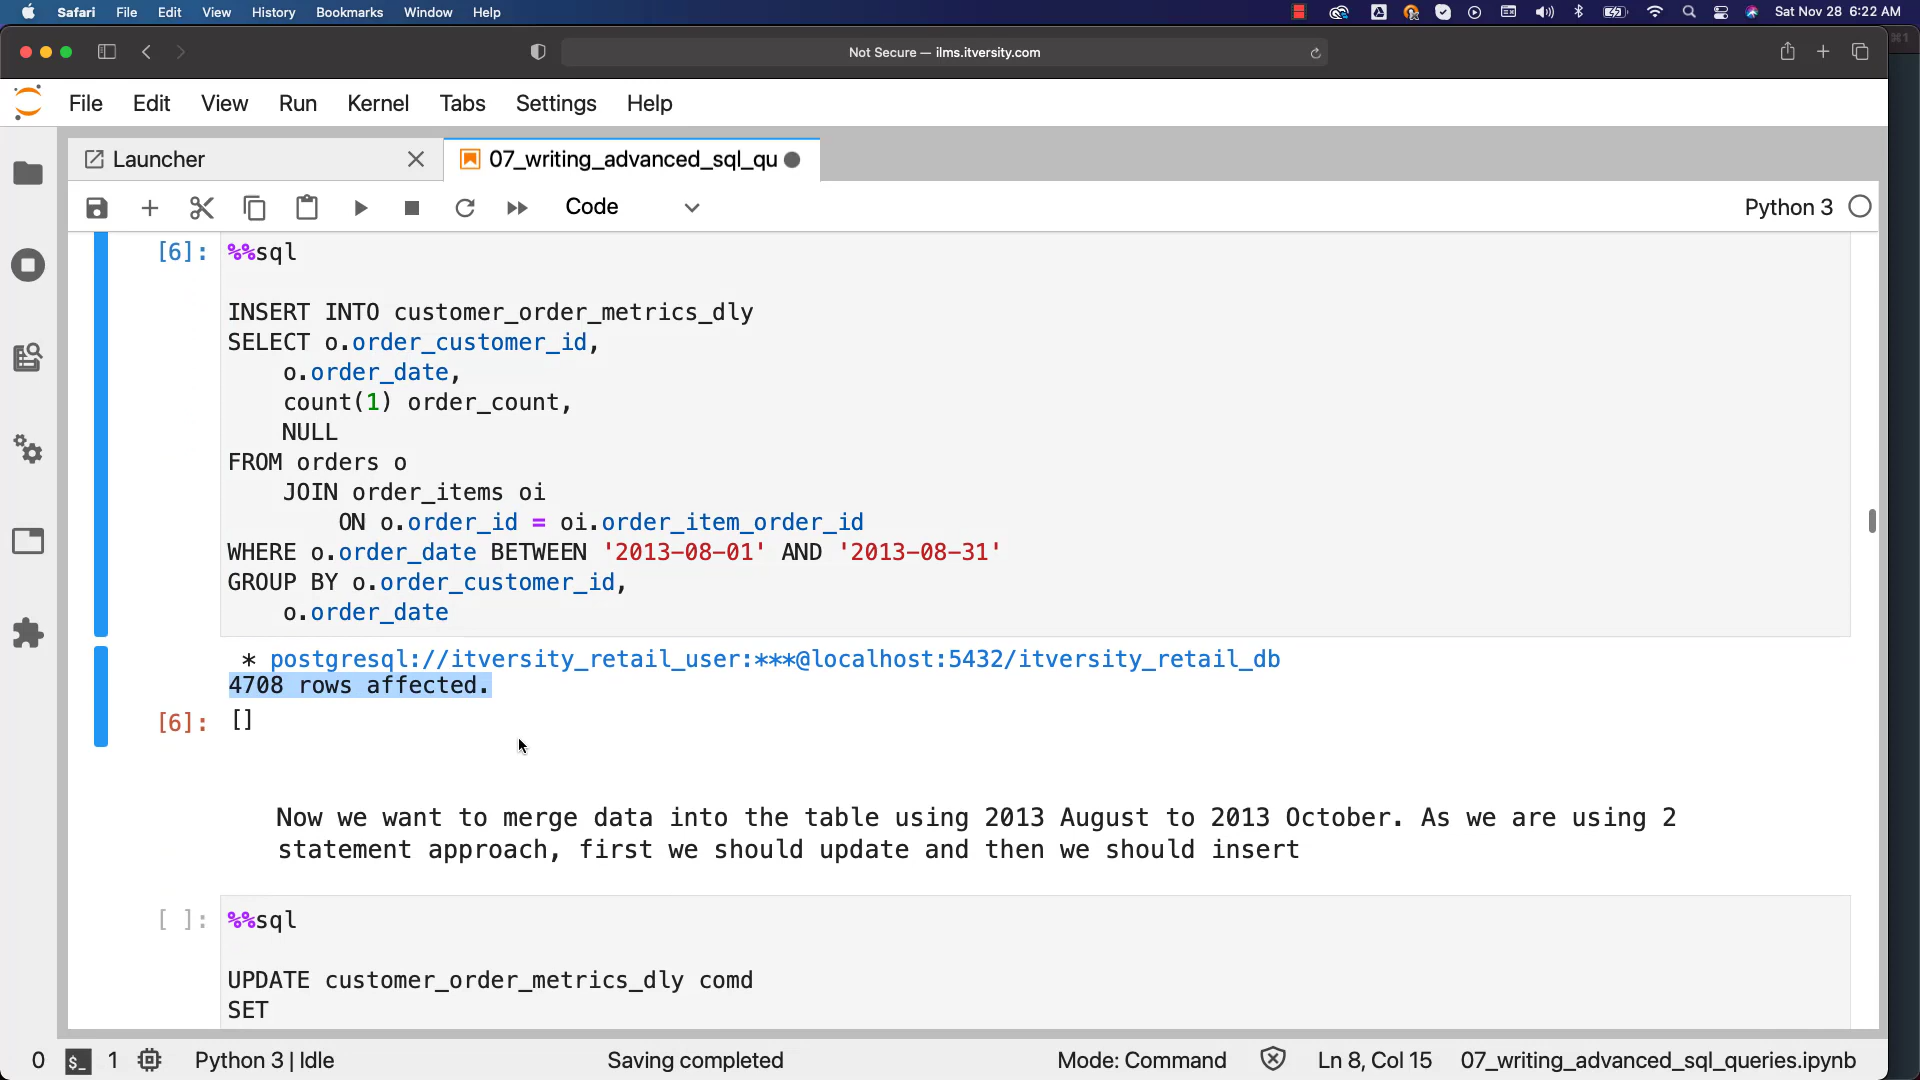 Safari File Edit View History Bookmarks Window Help Sat Nov 28 6:22 AM
Not Secure — ilms.itversity.com
⌘1
File Edit View Run Kernel Tabs Settings Help
Launcher 07_writing_advanced_sql_qu
Code Python 3
[6]: %%sql
INSERT INTO customer_order_metrics_dly
SELECT o.order_customer_id,
o.order_date,
count(1) order_count,
NULL
FROM orders o
JOIN order_items oi
ON o.order_id = oi.order_item_order_id
WHERE o.order_date BETWEEN '2013-08-01' AND '2013-08-31'
GROUP BY o.order_customer_id,
o.order_date
* postgresql://itversity_retail_user:***@localhost:5432/itversity_retail_db
4708 rows affected.
[6]: []
Now we want to merge data into the table using 2013 August to 2013 October. As we are using 2
statement approach, first we should update and then we should insert
[ ]: %%sql
UPDATE customer_order_metrics_dly comd
SET
0 $_ 1 Python 3 | Idle Saving completed Mode: Command Ln 8, Col 15 07_writing_advanced_sql_queries.ipynb